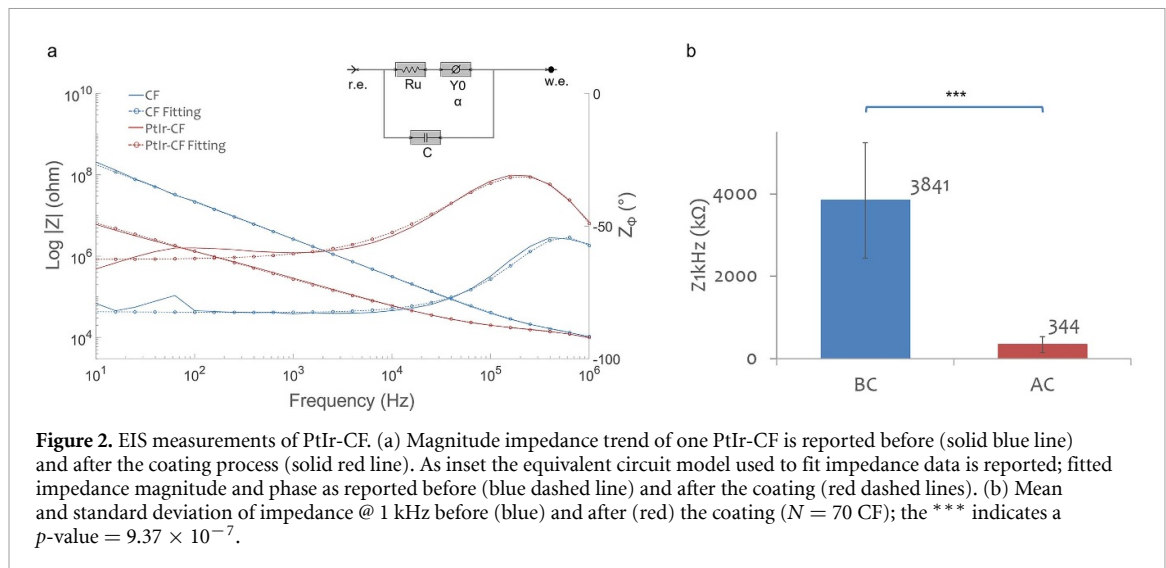 a
b
r.e.
Ru
Y0
α
w.e.
C
CF
CF Fitting
PtIr-CF
PtIr-CF Fitting
10^10
10^8
10^6
10^4
Log |Z| (ohm)
0
-50
-100
Z_Φ (°)
10^1 10^2 10^3 10^4 10^5 10^6
Frequency (Hz)
***
3841
344
4000
2000
0
Z1kHz (kΩ)
BC AC
Figure 2. EIS measurements of PtIr-CF. (a) Magnitude impedance trend of one PtIr-CF is reported before (solid blue line)
and after the coating process (solid red line). As inset the equivalent circuit model used to fit impedance data is reported; fitted
impedance magnitude and phase as reported before (blue dashed line) and after the coating (red dashed lines). (b) Mean
and standard deviation of impedance @ 1 kHz before (blue) and after (red) the coating (N = 70 CF); the *** indicates a
p-value = 9.37 × 10^−7.